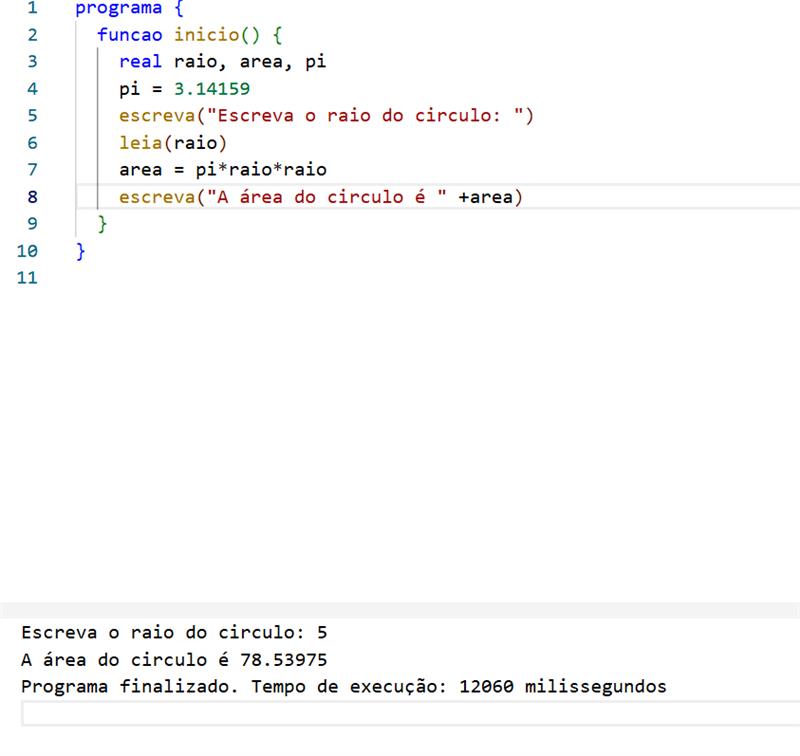 1 programa {
2 funcao inicio() {
3 real raio, area, pi
4 pi = 3.14159
5 escreva("Escreva o raio do circulo: ")
6 leia(raio)
7 area = pi*raio*raio
8 escreva("A área do circulo é " +area)
9 }
10 }
11
Escreva o raio do circulo: 5
A área do circulo é 78.53975
Programa finalizado. Tempo de execução: 12060 milissegundos